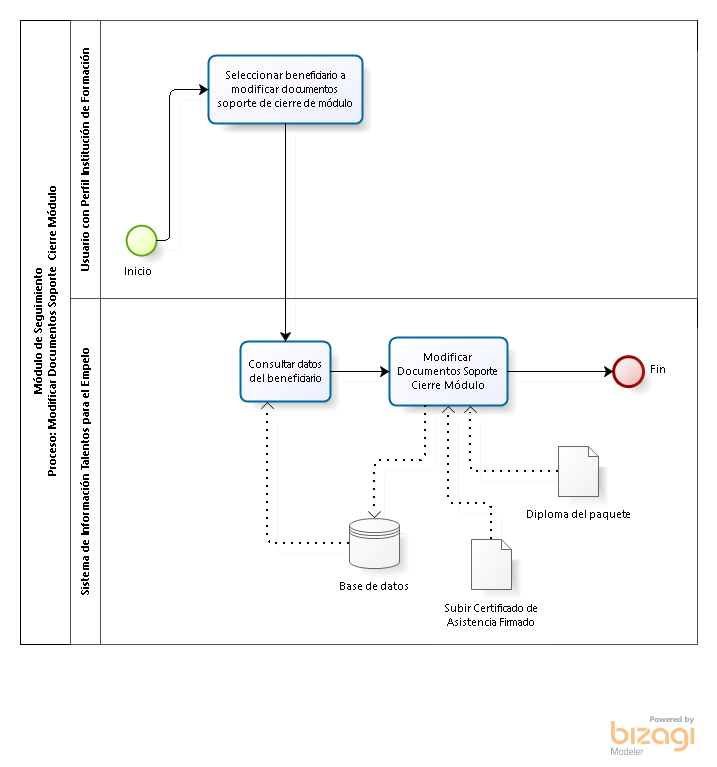 Módulo de Seguimiento
Proceso: Modificar Documentos Soporte Cierre Módulo
Usuario con Perfil Institución de Formación
Seleccionar beneficiario a
modificar documentos
soporte de cierre de módulo
Inicio
Sistema de Información Talentos para el Empelo
Consultar datos
del beneficiario
Modificar
Documentos Soporte
Cierre Módulo
Fin
Diploma del paquete
Base de datos
Subir Certificado de
Asistencia Firmado
Powered by
bizagi
Modeler